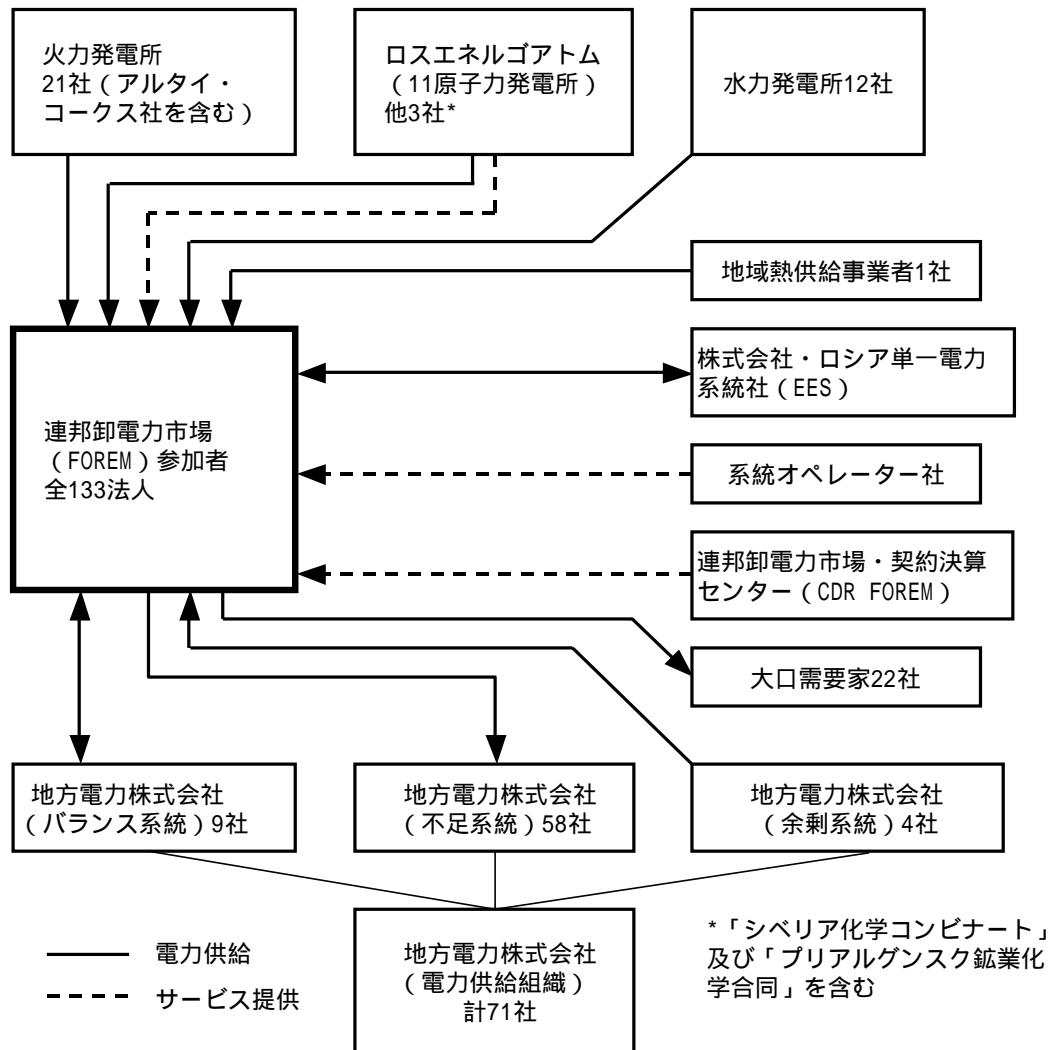 火力発電所
21社（アルタイ・
コークス社を含む）
ロスエネルゴアトム
（11原子力発電所）
他3社*
水力発電所12社
地域熱供給事業者1社
株式会社・ロシア単一電力
系統社（EES）
連邦卸電力市場
（FOREM）参加者
全133法人
系統オペレーター社
連邦卸電力市場・契約決算
センター（CDR FOREM）
大口需要家22社
地方電力株式会社
（バランス系統）9社
地方電力株式会社
（不足系統）58社
地方電力株式会社
（余剰系統）4社
電力供給
サービス提供
地方電力株式会社
（電力供給組織）
計71社
*「シベリア化学コンビナート」
及び「プリアルグンスク鉱業化
学合同」を含む